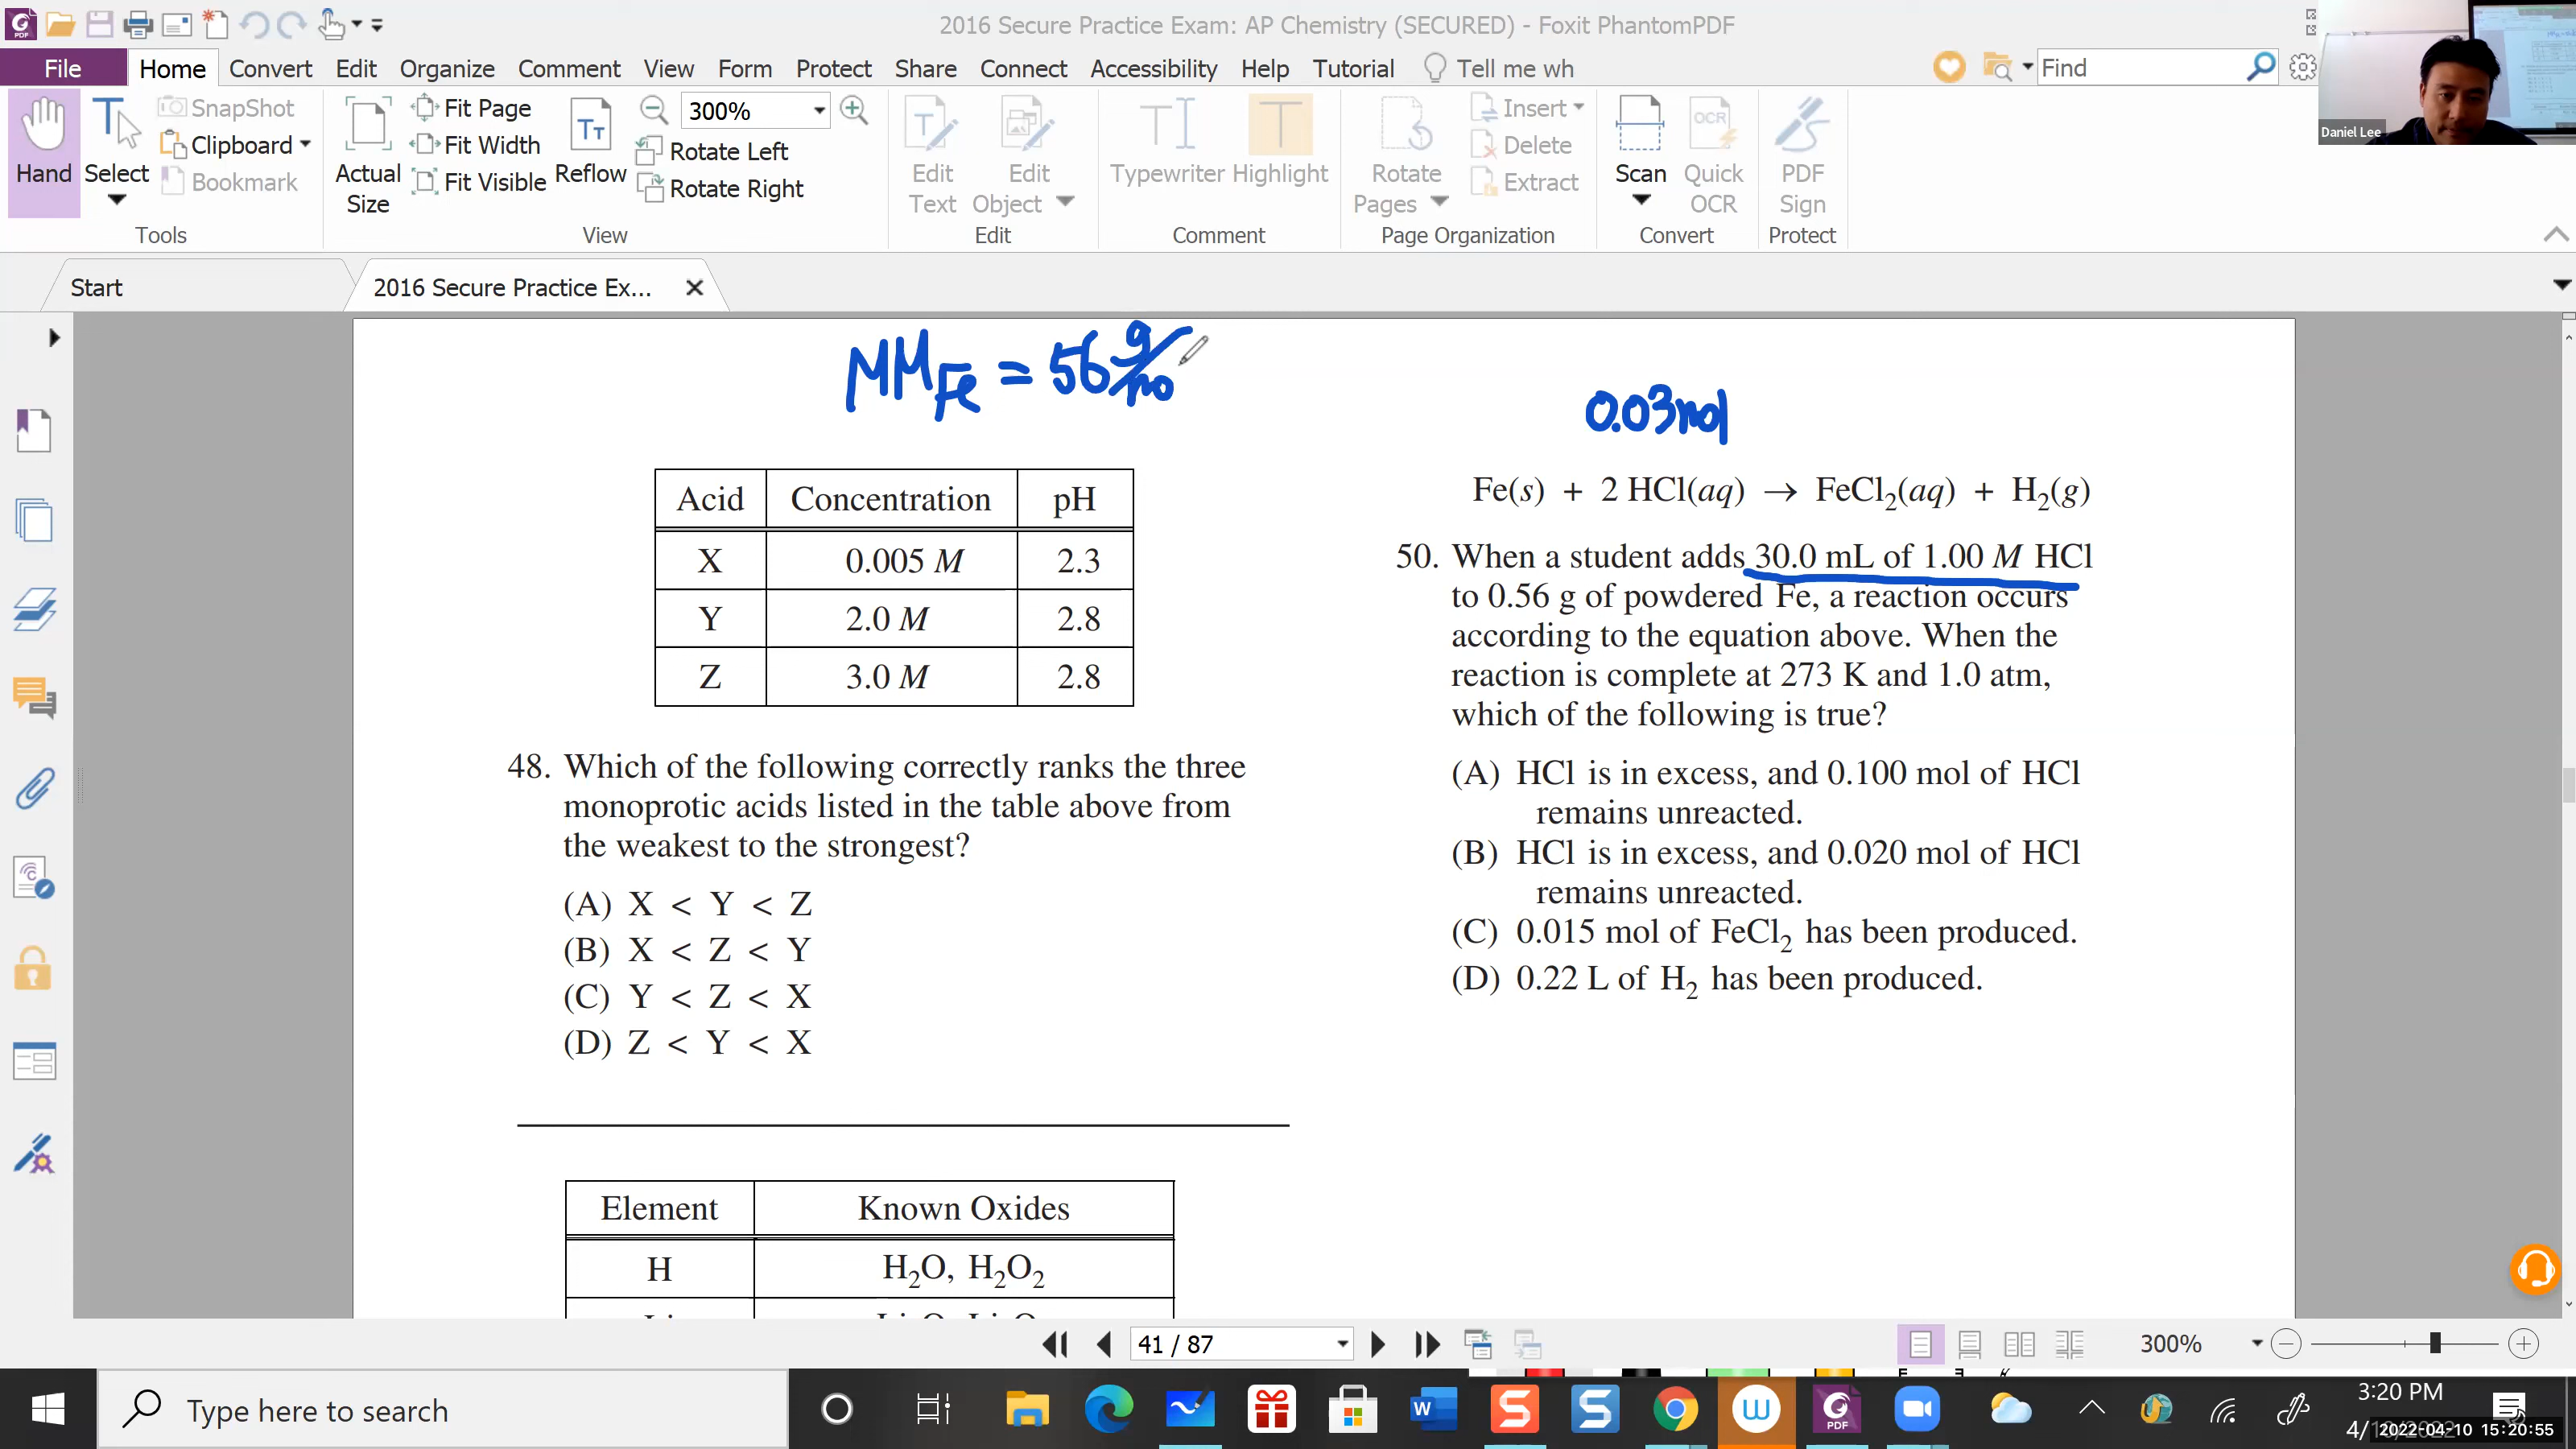 2016 Secure Practice Exam: AP Chemistry (SECURED) - Foxit PhantomPDF
File Home Convert Edit Organize Comment View Form Protect Share Connect Accessibility Help Tutorial Tell me wh Find
Daniel Lee
Hand
Select
SnapShot
Clipboard
Bookmark
Tools
Actual Size
Fit Page
Fit Width
Fit Visible
Reflow
300%
Rotate Left
Rotate Right
View
Edit Text
Edit Object
Edit
Typewriter
Highlight
Comment
Rotate Pages
Insert
Delete
Extract
Page Organization
Scan
Quick OCR
Convert
PDF Sign
Protect
Start
2016 Secure Practice Ex...
MM Fe = 56 g/mo
Acid Concentration pH
X 0.005 M 2.3
Y 2.0 M 2.8
Z 3.0 M 2.8
48. Which of the following correctly ranks the three
monoprotic acids listed in the table above from
the weakest to the strongest?
(A) X < Y < Z
(B) X < Z < Y
(C) Y < Z < X
(D) Z < Y < X
Element Known Oxides
H H₂O, H₂O₂
0.03mol
Fe(s) + 2 HCl(aq) → FeCl₂(aq) + H₂(g)
50. When a student adds 30.0 mL of 1.00 M HCl
to 0.56 g of powdered Fe, a reaction occurs
according to the equation above. When the
reaction is complete at 273 K and 1.0 atm,
which of the following is true?
(A) HCl is in excess, and 0.100 mol of HCl
remains unreacted.
(B) HCl is in excess, and 0.020 mol of HCl
remains unreacted.
(C) 0.015 mol of FeCl₂ has been produced.
(D) 0.22 L of H₂ has been produced.
41 / 87
300%
Type here to search
3:20 PM
2022-04-10 15:20:55